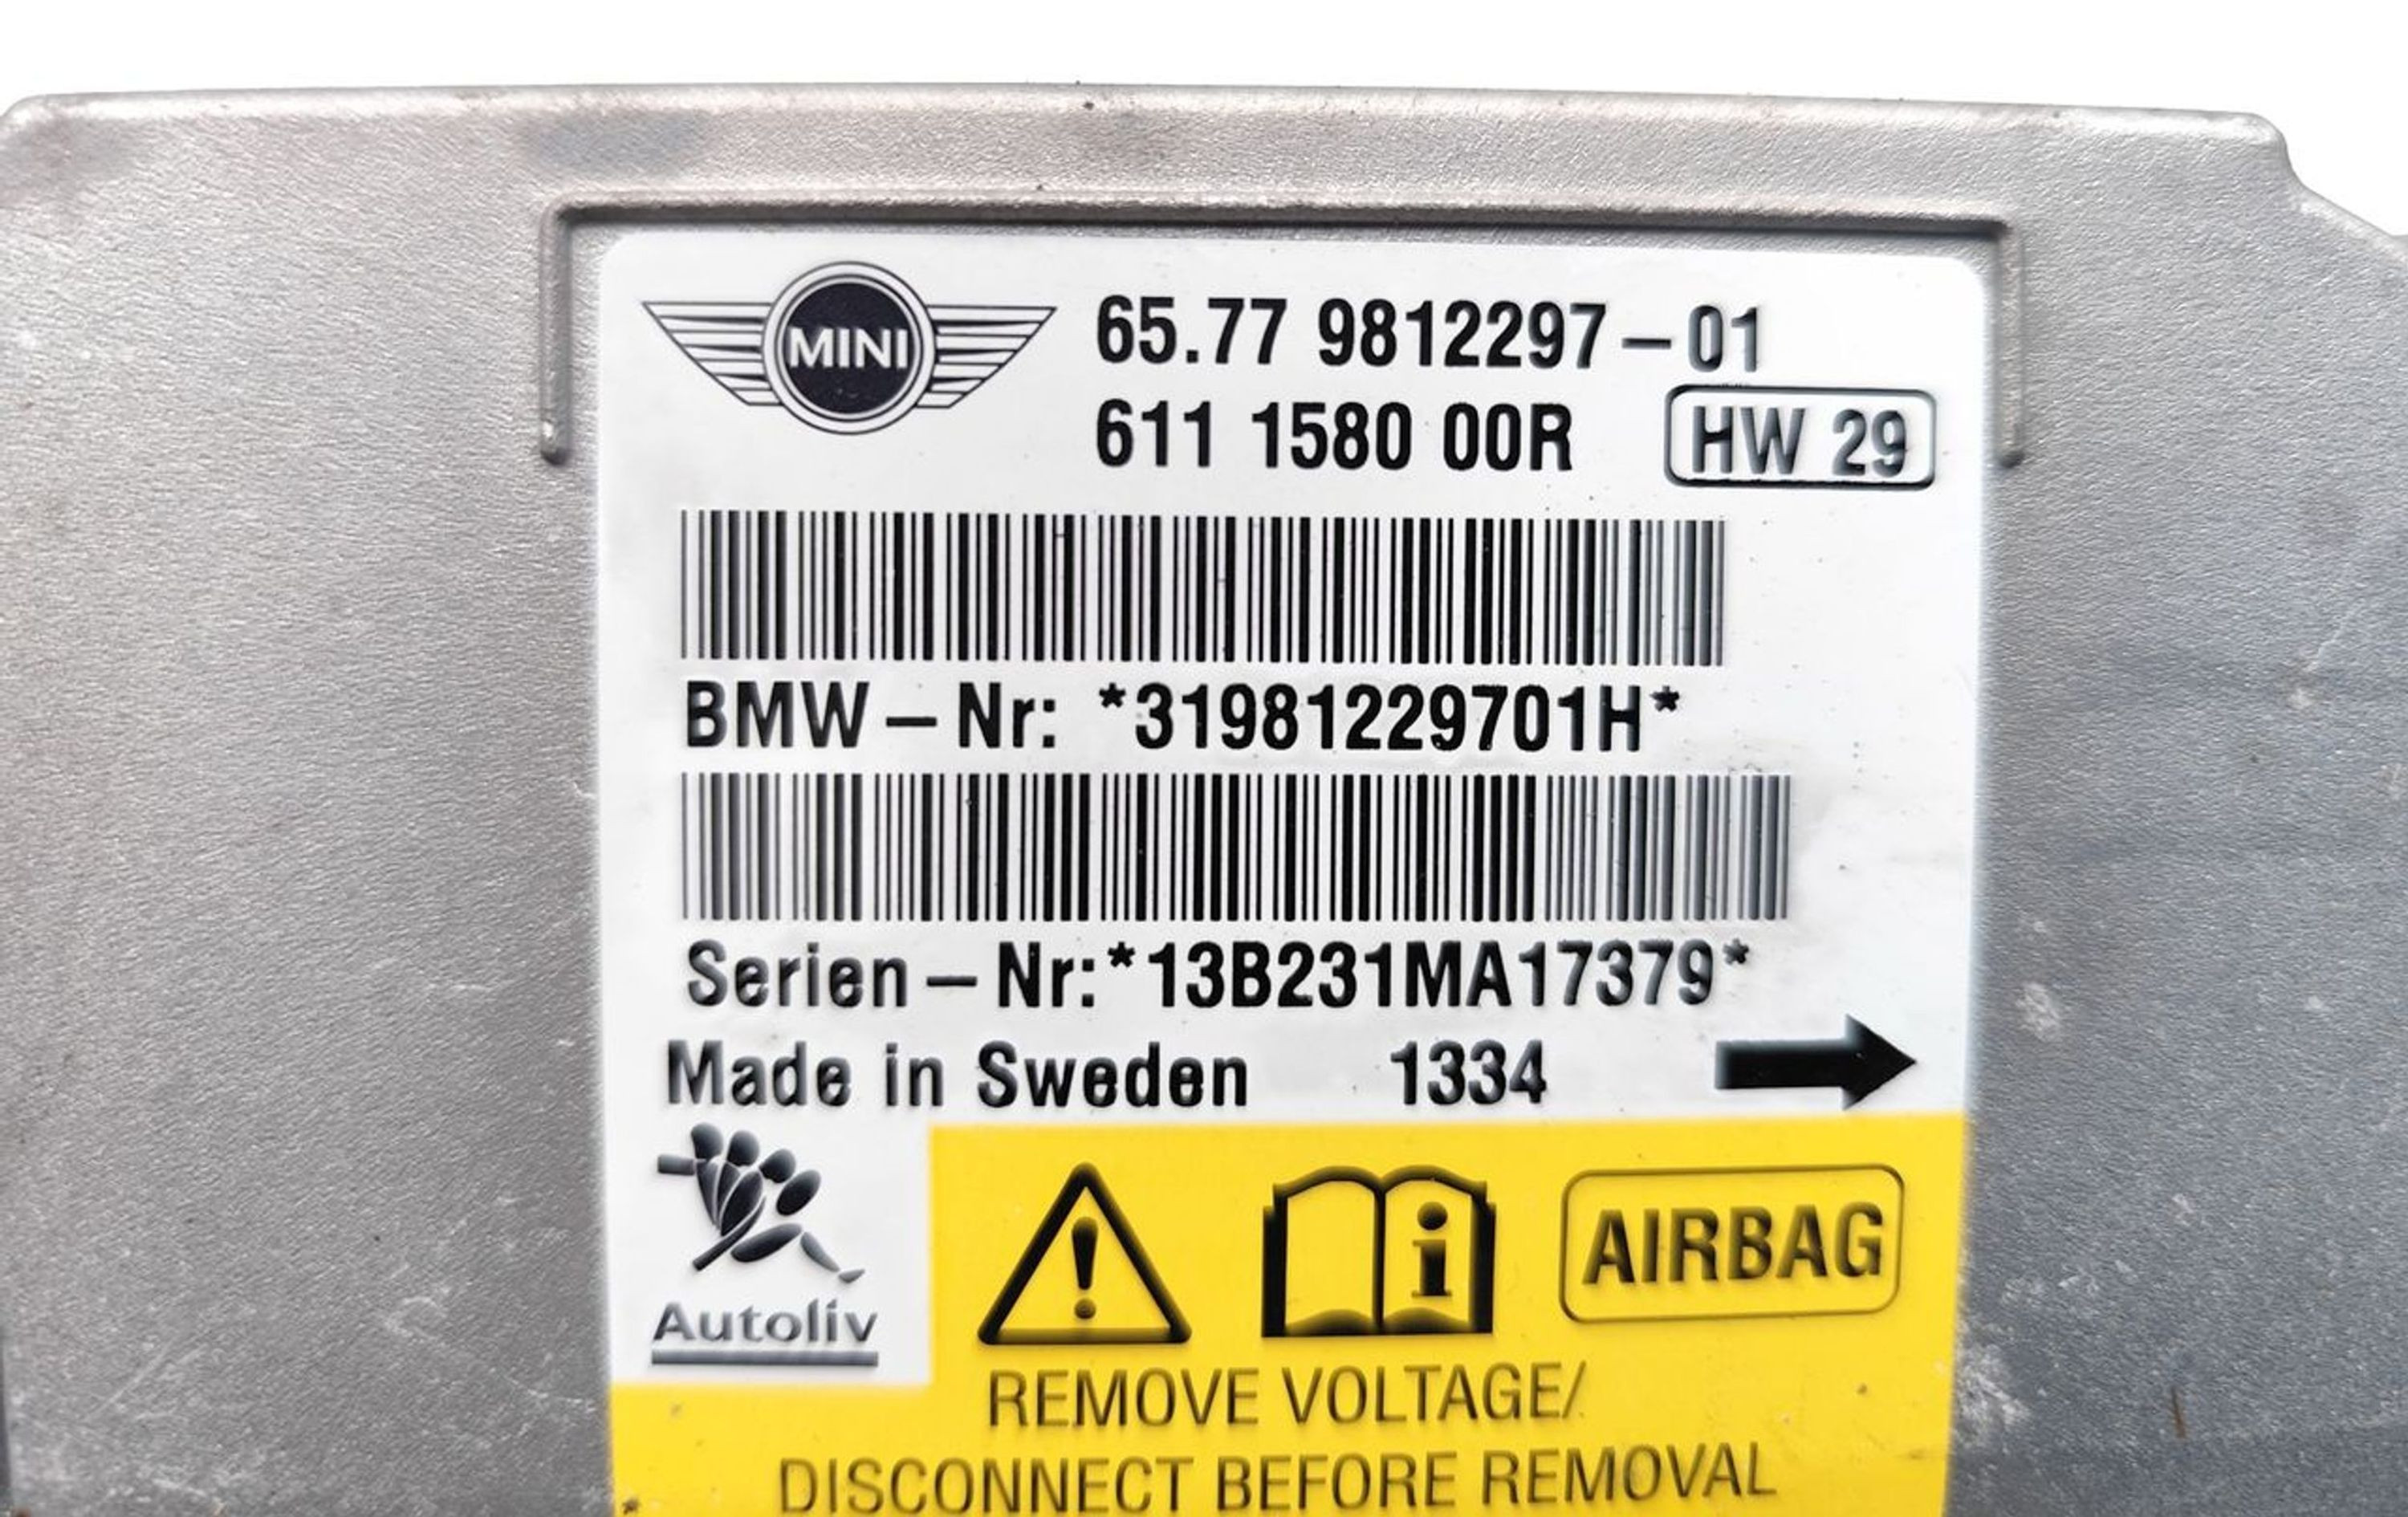 MINI
65.77 9812297-01
611 1580 00R HW 29
BMW-Nr: *31981229701H*
Serien-Nr:*13B231MA17379*
Made in Sweden 1334
Autoliv
AIRBAG
REMOVE VOLTAGE/
DISCONNECT BEFORE REMOVAL